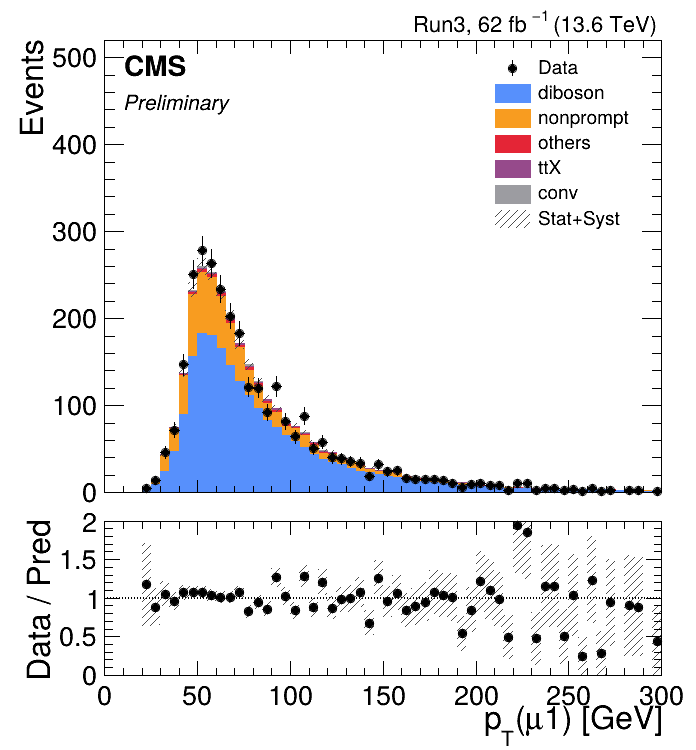 Run3, 62 fb⁻¹ (13.6 TeV)
Events
500
400
300
200
100
0
CMS
Preliminary
Data
diboson
nonprompt
others
ttX
conv
Stat+Syst
Data / Pred
2
1.5
1
0.5
0
0 50 100 150 200 250 300
p_T(μ1) [GeV]